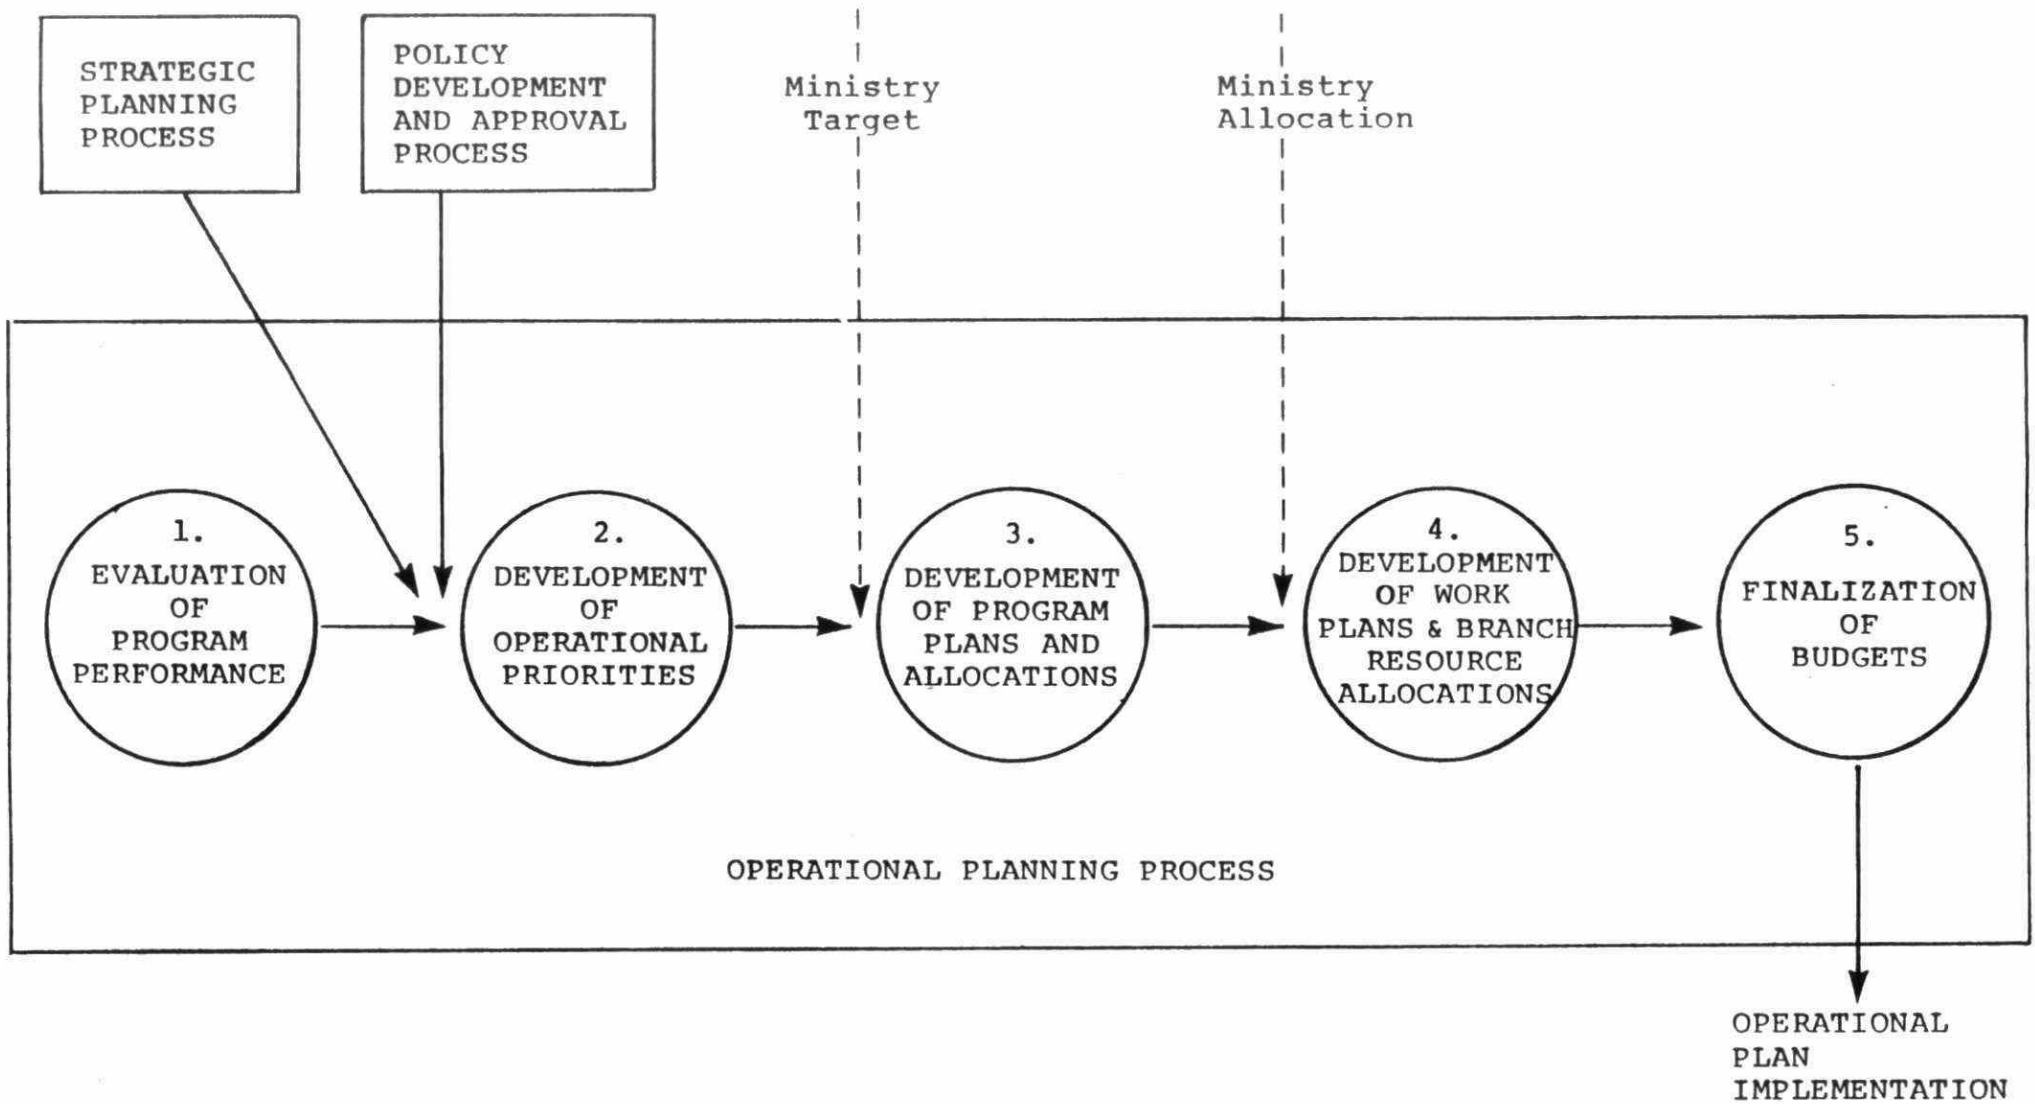 STRATEGIC
PLANNING
PROCESS
POLICY
DEVELOPMENT
AND APPROVAL
PROCESS
Ministry
Target
Ministry
Allocation
1.
EVALUATION
OF
PROGRAM
PERFORMANCE
2.
DEVELOPMENT
OF
OPERATIONAL
PRIORITIES
3.
DEVELOPMENT
OF PROGRAM
PLANS AND
ALLOCATIONS
4.
DEVELOPMENT
OF WORK
PLANS & BRANCH
RESOURCE
ALLOCATIONS
5.
FINALIZATION
OF
BUDGETS
OPERATIONAL PLANNING PROCESS
OPERATIONAL
PLAN
IMPLEMENTATION